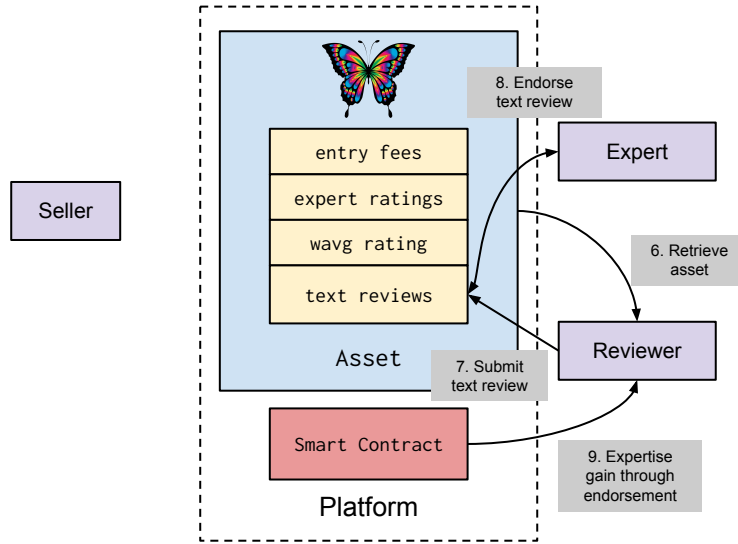 8. Endorse
text review
entry fees
Expert
expert ratings
Seller
wavg rating
6. Retrieve
asset
text reviews
Asset
Reviewer
7. Submit
text review
Smart Contract
9. Expertise
gain through
endorsement
Platform